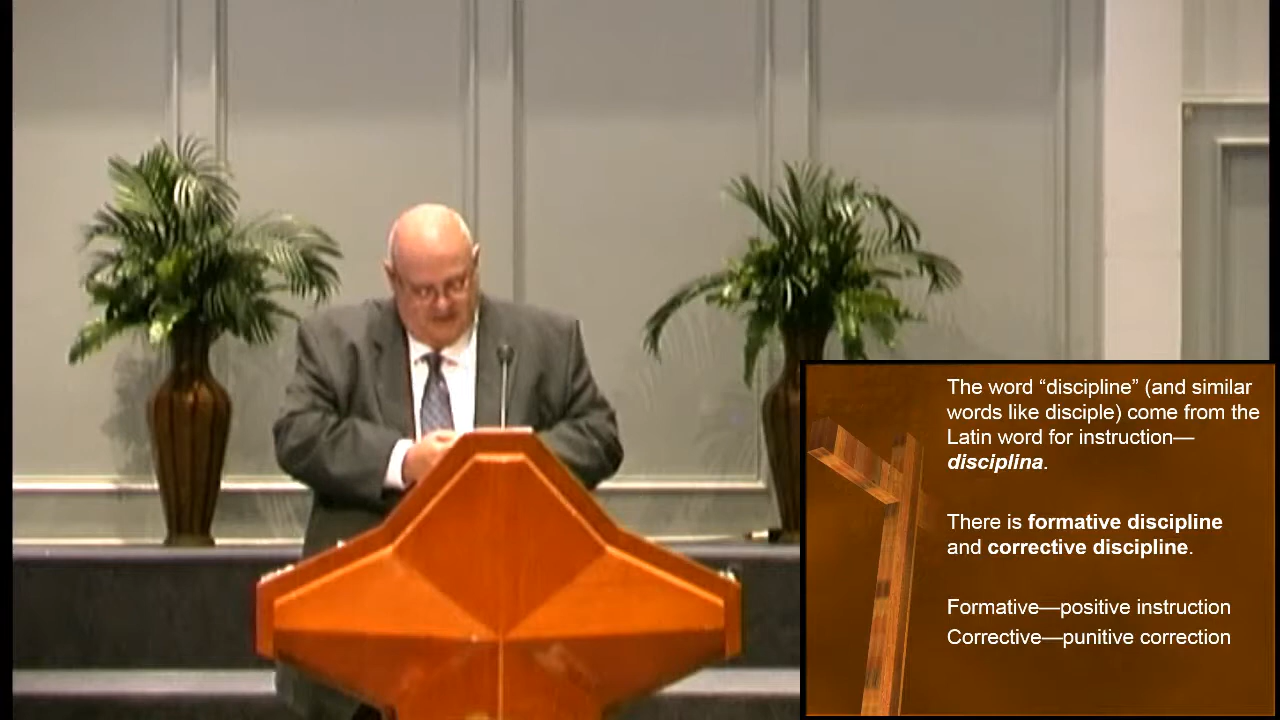 The word “discipline” (and similar
words like disciple) come from the
Latin word for instruction—
disciplina.
There is formative discipline
and corrective discipline.
Formative—positive instruction
Corrective—punitive correction